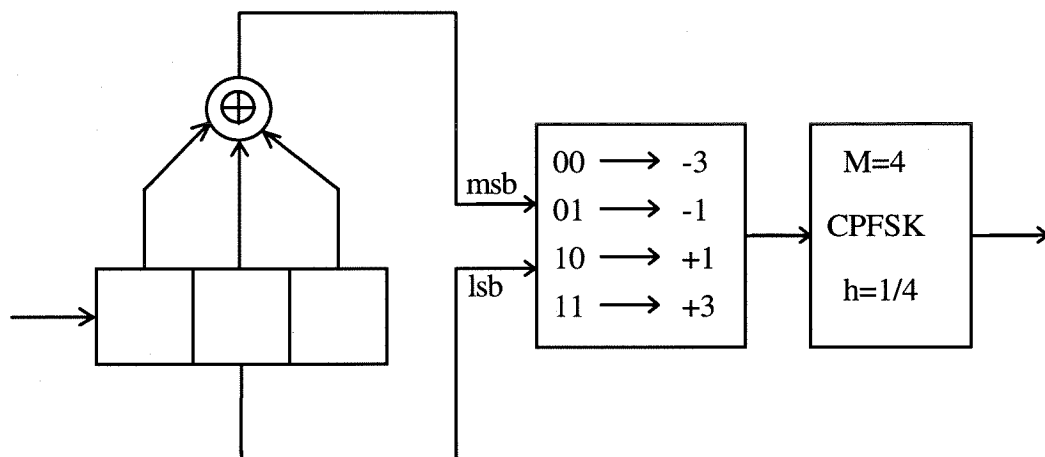 msb
lsb
00 → -3
01 → -1
10 → +1
11 → +3
M=4
CPFSK
h=1/4